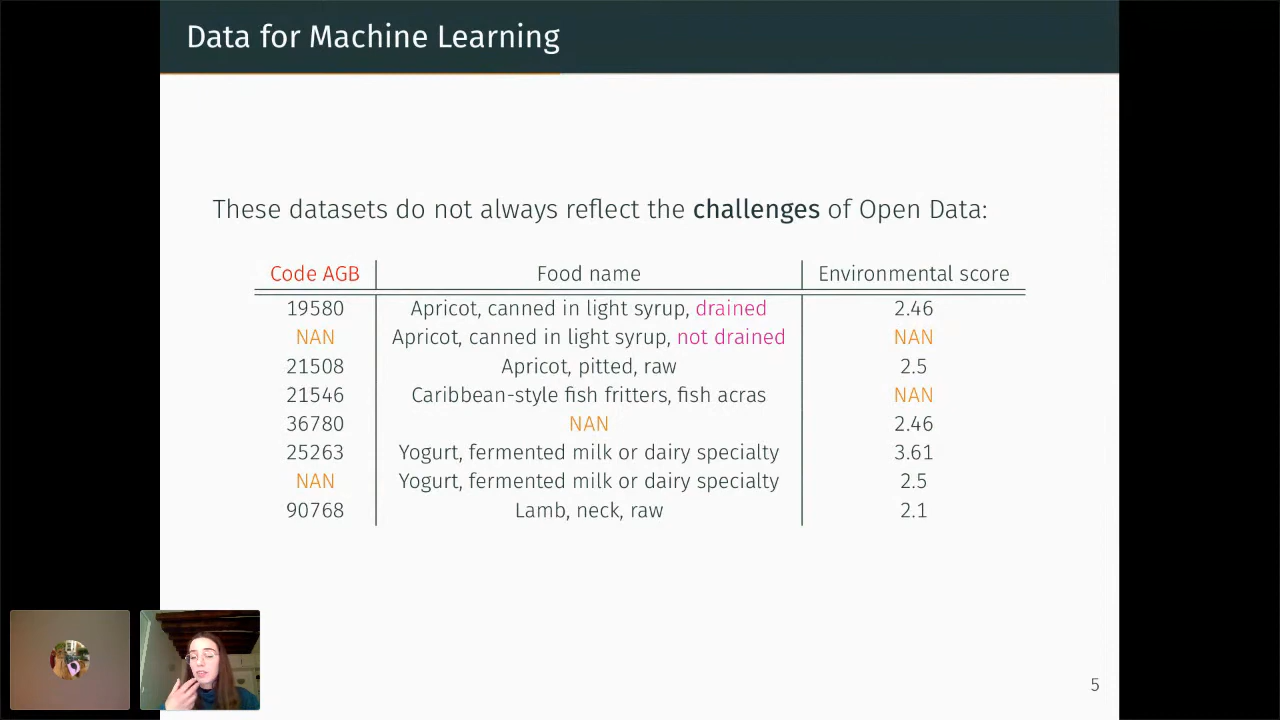 Data for Machine Learning
These datasets do not always reflect the challenges of Open Data:
Code AGB Food name Environmental score
19580 Apricot, canned in light syrup, drained 2.46
NAN Apricot, canned in light syrup, not drained NAN
21508 Apricot, pitted, raw 2.5
21546 Caribbean-style fish fritters, fish acras NAN
36780 NAN 2.46
25263 Yogurt, fermented milk or dairy specialty 3.61
NAN Yogurt, fermented milk or dairy specialty 2.5
90768 Lamb, neck, raw 2.1
5